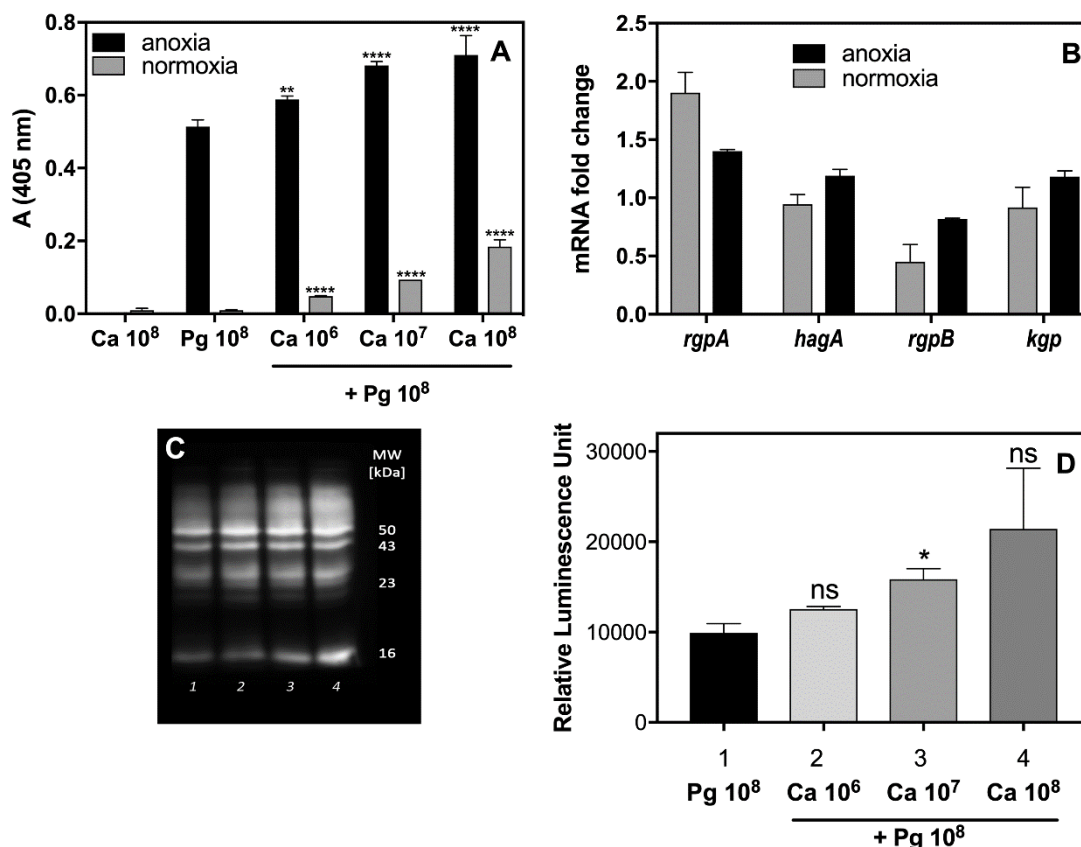 A
A (405 nm)
0.8
0.6
0.4
0.2
0.0
anoxia
normoxia
**
****
****
****
****
****
Ca 10⁸ Pg 10⁸ Ca 10⁶ Ca 10⁷ Ca 10⁸
+ Pg 10⁸
B
mRNA fold change
2.5
2.0
1.5
1.0
0.5
0.0
anoxia
normoxia
rgpA hagA rgpB kgp
C
MW
[kDa]
50
43
23
16
1 2 3 4
D
Relative Luminescence Unit
30000
20000
10000
0
ns
*
ns
1 2 3 4
Pg 10⁸ Ca 10⁶ Ca 10⁷ Ca 10⁸
+ Pg 10⁸